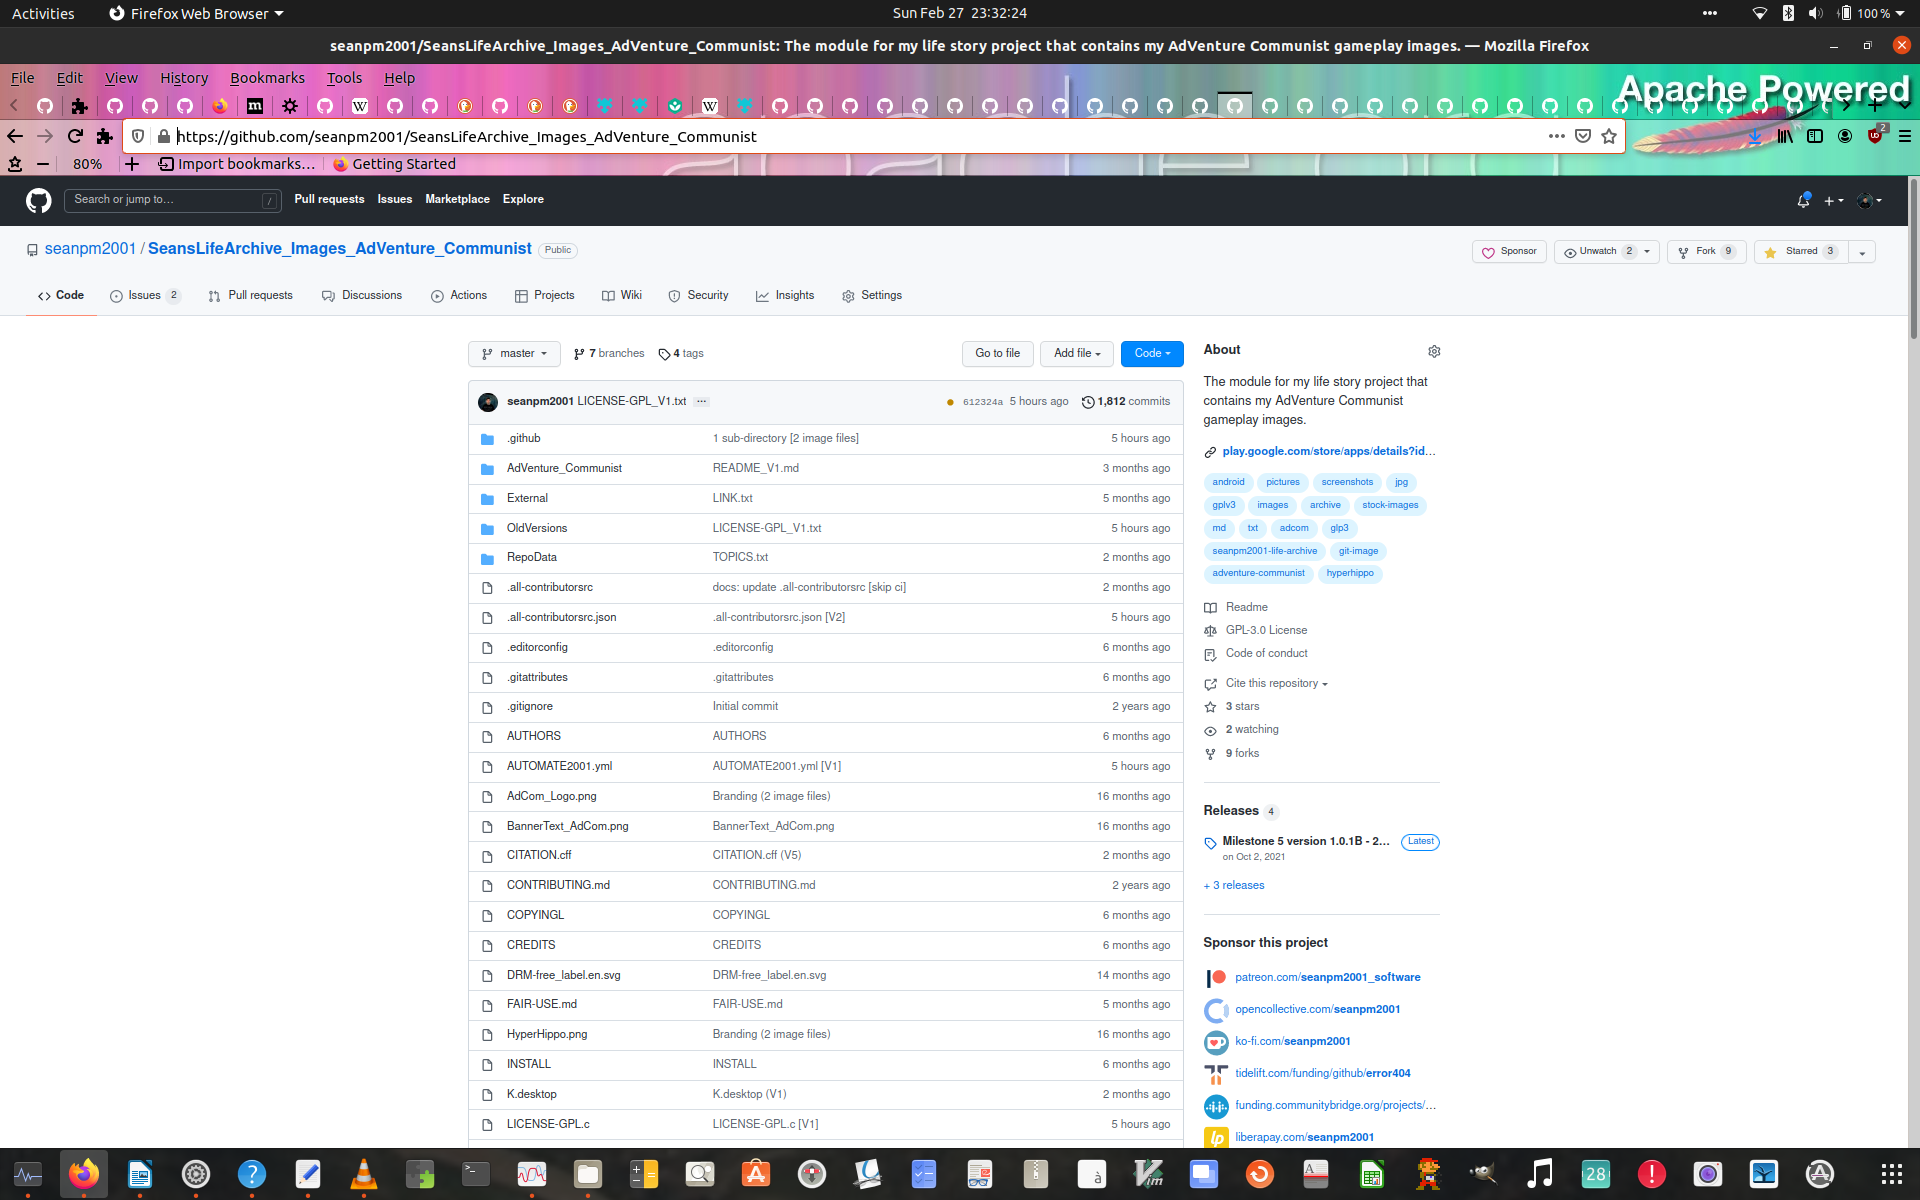 Activities
Firefox Web Browser
Sun Feb 27 23:32:24
100 %
seanpm2001/SeansLifeArchive_Images_AdVenture_Communist: The module for my life story project that contains my AdVenture Communist gameplay images. — Mozilla Firefox
File Edit View History Bookmarks Tools Help
Apache Powered
https://github.com/seanpm2001/SeansLifeArchive_Images_AdVenture_Communist
2
80%
Import bookmarks…
Getting Started
Search or jump to… /
Pull requests Issues Marketplace Explore
seanpm2001 / SeansLifeArchive_Images_AdVenture_Communist Public
Sponsor
Unwatch 2
Fork 9
Starred 3
Code
Issues 2
Pull requests
Discussions
Actions
Projects
Wiki
Security
Insights
Settings
master
7 branches
4 tags
Go to file
Add file
Code
seanpm2001 LICENSE-GPL_V1.txt ... 612324a 5 hours ago 1,812 commits
.github 1 sub-directory [2 image files] 5 hours ago
AdVenture_Communist README_V1.md 3 months ago
External LINK.txt 5 months ago
OldVersions LICENSE-GPL_V1.txt 5 hours ago
RepoData TOPICS.txt 2 months ago
.all-contributorsrc docs: update .all-contributorsrc [skip ci] 2 months ago
.all-contributorsrc.json .all-contributorsrc.json [V2] 5 hours ago
.editorconfig .editorconfig 6 months ago
.gitattributes .gitattributes 6 months ago
.gitignore Initial commit 2 years ago
AUTHORS AUTHORS 6 months ago
AUTOMATE2001.yml AUTOMATE2001.yml [V1] 5 hours ago
AdCom_Logo.png Branding (2 image files) 16 months ago
BannerText_AdCom.png BannerText_AdCom.png 16 months ago
CITATION.cff CITATION.cff (V5) 2 months ago
CONTRIBUTING.md CONTRIBUTING.md 2 years ago
COPYINGL COPYINGL 6 months ago
CREDITS CREDITS 6 months ago
DRM-free_label.en.svg DRM-free_label.en.svg 14 months ago
FAIR-USE.md FAIR-USE.md 5 months ago
HyperHippo.png Branding (2 image files) 16 months ago
INSTALL INSTALL 6 months ago
K.desktop K.desktop (V1) 2 months ago
LICENSE-GPL.c LICENSE-GPL.c [V1] 5 hours ago
About
The module for my life story project that
contains my AdVenture Communist
gameplay images.
play.google.com/store/apps/details?id…
android pictures screenshots jpg
gplv3 images archive stock-images
md txt adcom glp3
seanpm2001-life-archive git-image
adventure-communist hyperhippo
Readme
GPL-3.0 License
Code of conduct
Cite this repository
3 stars
2 watching
9 forks
Releases 4
Milestone 5 version 1.0.1B - 2… Latest
on Oct 2, 2021
+ 3 releases
Sponsor this project
patreon.com/seanpm2001_software
opencollective.com/seanpm2001
ko-fi.com/seanpm2001
tidelift.com/funding/github/error404
funding.communitybridge.org/projects/…
liberapay.com/seanpm2001
28